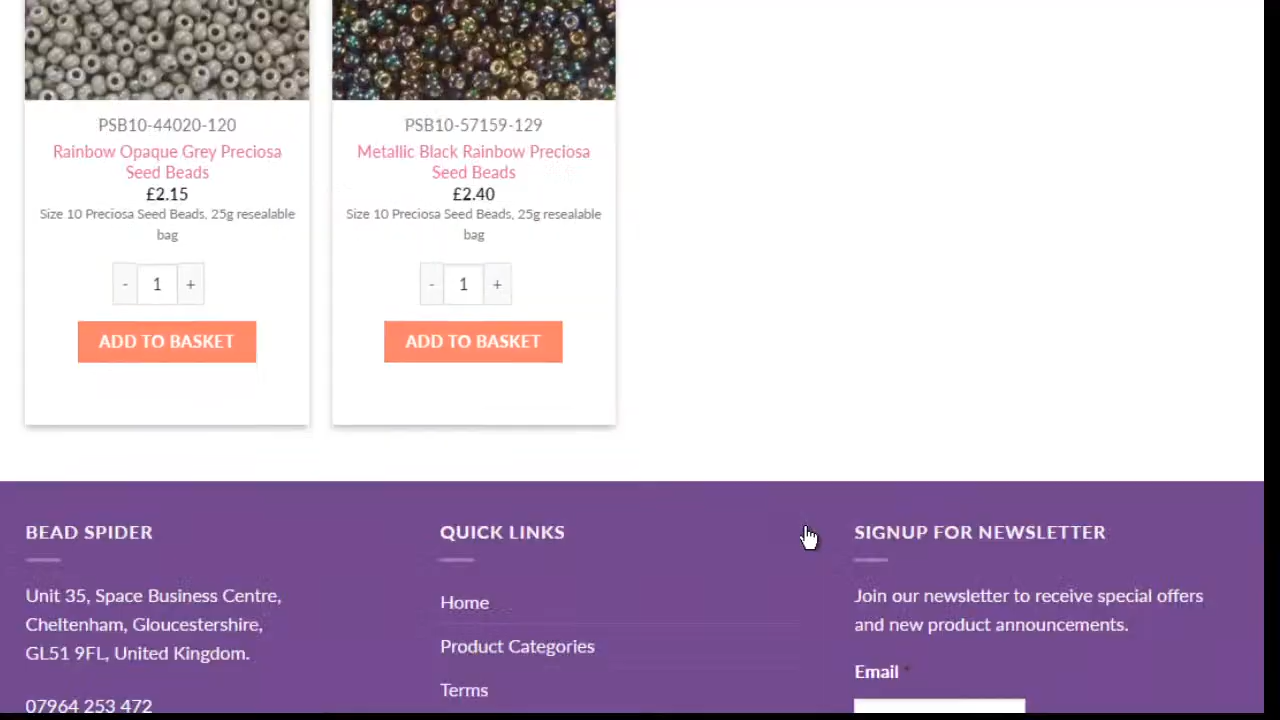 PSB10-44020-120
Rainbow Opaque Grey Preciosa
Seed Beads
£2.15
Size 10 Preciosa Seed Beads, 25g resealable
bag
- 1 +
ADD TO BASKET
PSB10-57159-129
Metallic Black Rainbow Preciosa
Seed Beads
£2.40
Size 10 Preciosa Seed Beads, 25g resealable
bag
- 1 +
ADD TO BASKET
BEAD SPIDER
Unit 35, Space Business Centre,
Cheltenham, Gloucestershire,
GL51 9FL, United Kingdom.
07964 253 472
QUICK LINKS
Home
Product Categories
Terms
SIGNUP FOR NEWSLETTER
Join our newsletter to receive special offers
and new product announcements.
Email *